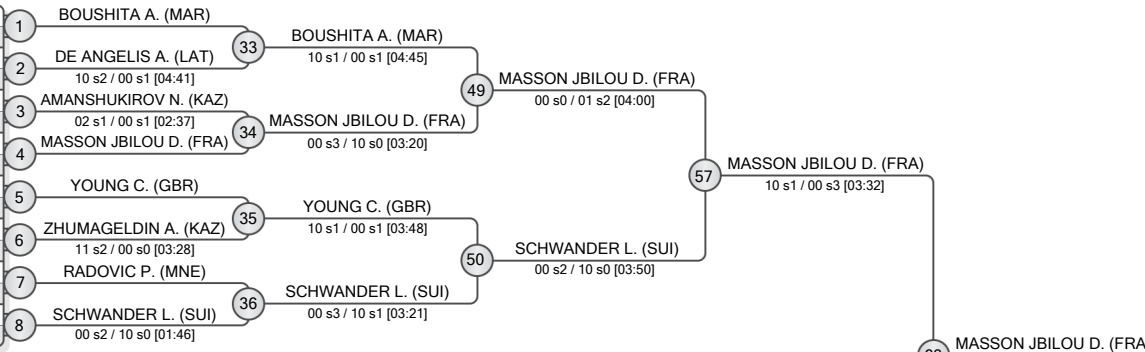 1
BOUSHITA A. (MAR)
2
DE ANGELIS A. (LAT)
10 s2 / 00 s1 [04:41]
3
AMANSHUKIROV N. (KAZ)
02 s1 / 00 s1 [02:37]
4
MASSON JBILOU D. (FRA)
5
YOUNG C. (GBR)
6
ZHUMAGELDIN A. (KAZ)
11 s2 / 00 s0 [03:28]
7
RADOVIC P. (MNE)
8
SCHWANDER L. (SUI)
00 s2 / 10 s0 [01:46]
33
BOUSHITA A. (MAR)
10 s1 / 00 s1 [04:45]
34
MASSON JBILOU D. (FRA)
00 s3 / 10 s0 [03:20]
35
YOUNG C. (GBR)
10 s1 / 00 s1 [03:48]
36
SCHWANDER L. (SUI)
00 s3 / 10 s1 [03:21]
49
MASSON JBILOU D. (FRA)
00 s0 / 01 s2 [04:00]
50
SCHWANDER L. (SUI)
00 s2 / 10 s0 [03:50]
57
MASSON JBILOU D. (FRA)
10 s1 / 00 s3 [03:32]
MASSON JBILOU D. (FRA